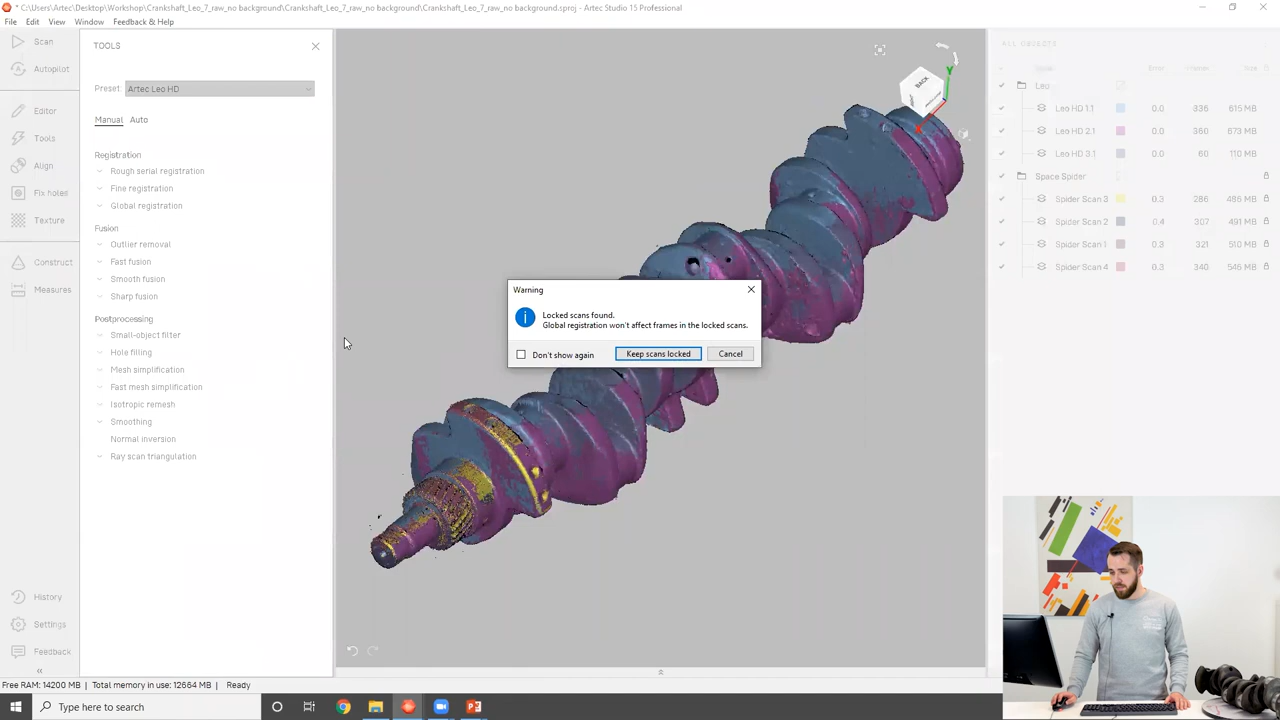 * C:\Users\Artec\Desktop\Workshop\Crankshaft_Leo_7_raw_no background\Crankshaft_Leo_7_raw_no background\Crankshaft_Leo_7_raw_no background.sproj - Artec Studio 15 Professional
File Edit View Window Feedback & Help
Scan
Autopilot
Editor
Tools
Align
Fix holes
Texture
Construct
Measures
History
Settings
Feedback
TOOLS
Preset: Artec Leo HD
Manual Auto
Registration
Rough serial registration
Fine registration
Global registration
Fusion
Outlier removal
Fast fusion
Smooth fusion
Sharp fusion
Postprocessing
Small-object filter
Hole filling
Mesh simplification
Fast mesh simplification
Isotropic remesh
Smoothing
Normal inversion
Ray scan triangulation
BACK
Y
Warning
Locked scans found.
Global registration won't affect frames in the locked scans.
Don't show again
Keep scans locked
Cancel
ALL OBJECTS
Name Error Frames Size
Leo
Leo HD 1.1 0.0 336 615 MB
Leo HD 2.1 0.0 360 673 MB
Leo HD 3.1 0.0 60 110 MB
Space Spider
Spider Scan 3 0.3 286 486 MB
Spider Scan 2 0.4 307 491 MB
Spider Scan 1 0.3 321 510 MB
Spider Scan 4 0.3 340 545 MB
Free RAM: 14200 MB | Total memory in use: 12664 MB | Ready
Type here to search